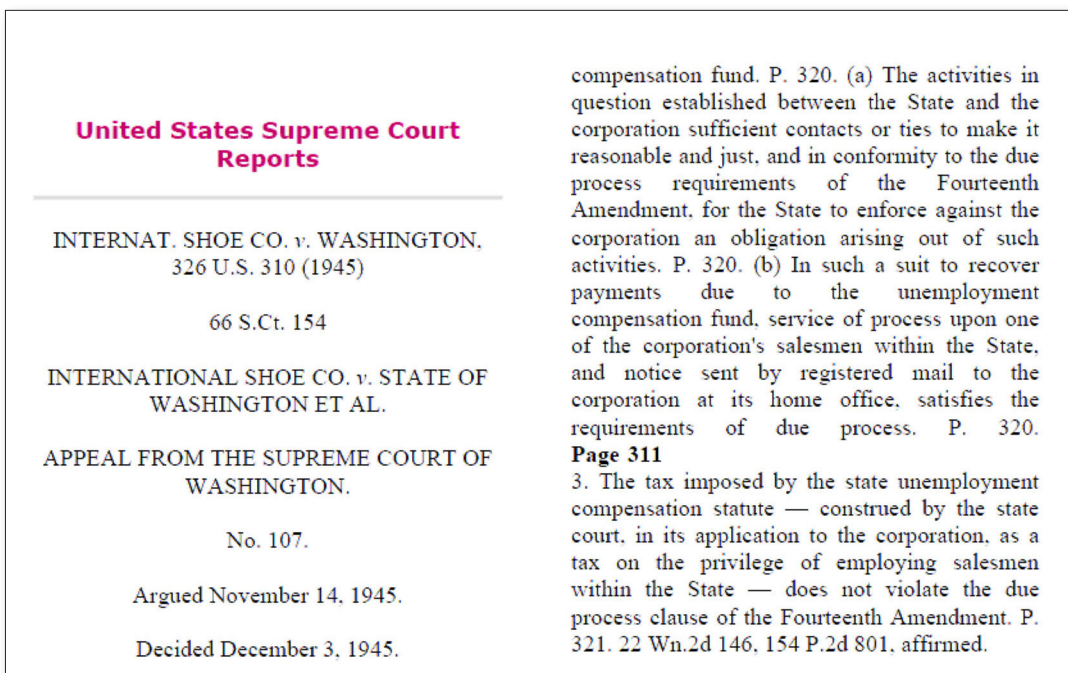 United States Supreme Court
Reports
INTERNAT. SHOE CO. v. WASHINGTON,
326 U.S. 310 (1945)
66 S.Ct. 154
INTERNATIONAL SHOE CO. v. STATE OF
WASHINGTON ET AL.
APPEAL FROM THE SUPREME COURT OF
WASHINGTON.
No. 107.
Argued November 14, 1945.
Decided December 3, 1945.
compensation fund. P. 320. (a) The activities in
question established between the State and the
corporation sufficient contacts or ties to make it
reasonable and just, and in conformity to the due
process requirements of the Fourteenth
Amendment, for the State to enforce against the
corporation an obligation arising out of such
activities. P. 320. (b) In such a suit to recover
payments due to the unemployment
compensation fund, service of process upon one
of the corporation's salesmen within the State,
and notice sent by registered mail to the
corporation at its home office, satisfies the
requirements of due process. P. 320.
Page 311
3. The tax imposed by the state unemployment
compensation statute — construed by the state
court, in its application to the corporation, as a
tax on the privilege of employing salesmen
within the State — does not violate the due
process clause of the Fourteenth Amendment. P.
321. 22 Wn.2d 146, 154 P.2d 801, affirmed.